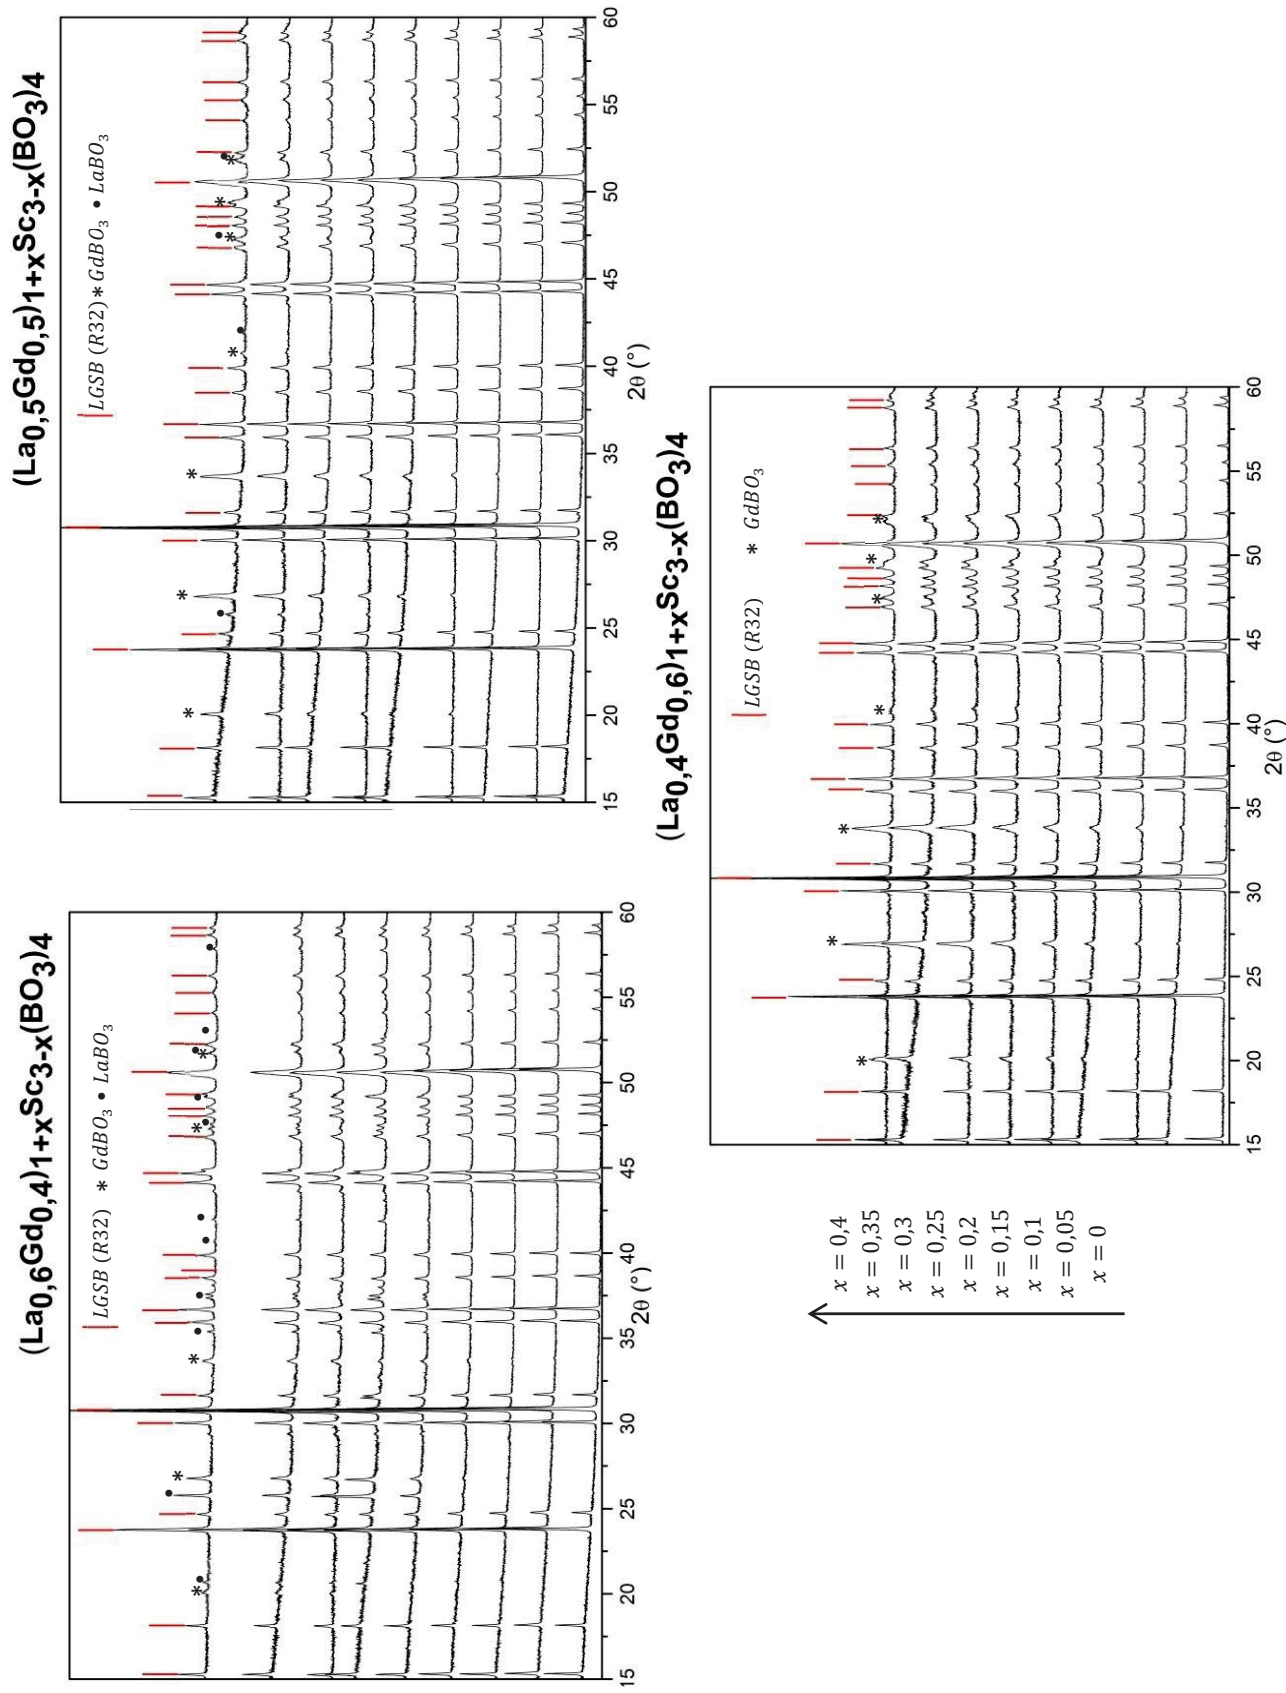 (La0,6Gd0,4)1+xSc3-x(BO3)4
LGSB (R32) * GdBO3 • LaBO3
15 20 25 30 35 40 45 50 55 60
2θ (°)
(La0,5Gd0,5)1+xSc3-x(BO3)4
LGSB (R32) * GdBO3 • LaBO3
15 20 25 30 35 40 45 50 55 60
2θ (°)
x = 0,4
x = 0,35
x = 0,3
x = 0,25
x = 0,2
x = 0,15
x = 0,1
x = 0,05
x = 0
(La0,4Gd0,6)1+xSc3-x(BO3)4
LGSB (R32) * GdBO3
15 20 25 30 35 40 45 50 55 60
2θ (°)